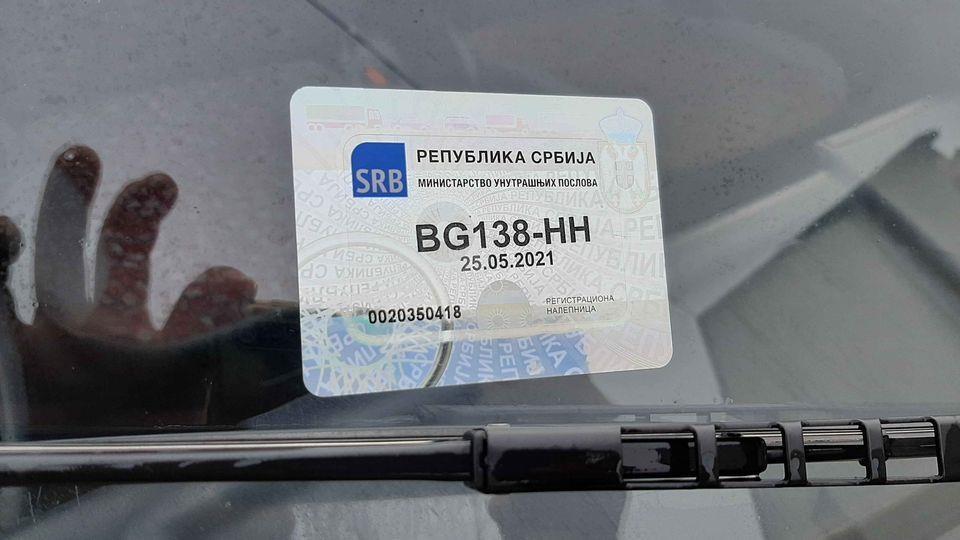 SRB
РЕПУБЛИКА СРБИЈА
МИНИСТАРСТВО УНУТРАШЊИХ ПОСЛОВА
BG138-HH
25.05.2021
0020350418
РЕГИСТРАЦИОНА
НАЛЕПНИЦА